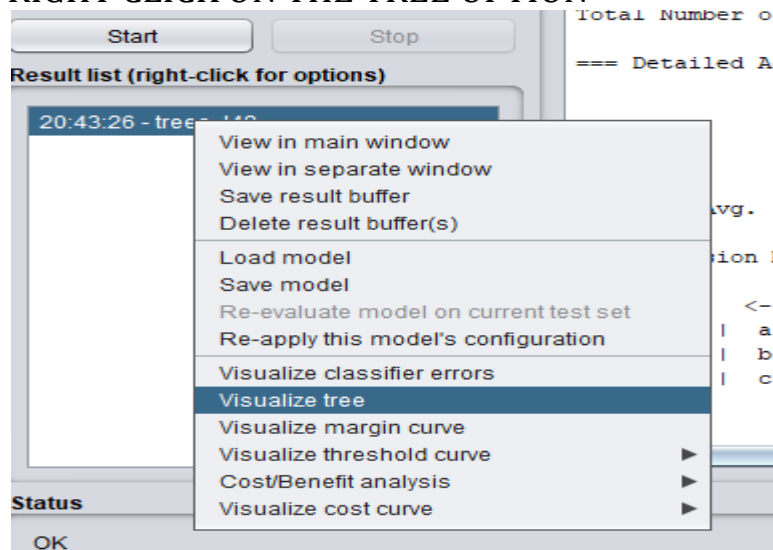 RIGHT CLICK ON THE TREE OPTION
Total Number o
Start
Stop
=== Detailed A
Result list (right-click for options)
20:43:26 - trees.J48
View in main window
View in separate window
Save result buffer
Delete result buffer(s)
Avg.
sion
Load model
Save model
Re-evaluate model on current test set
Re-apply this model's configuration
<-
| a
| b
| c
Visualize classifier errors
Visualize tree
Visualize margin curve
Visualize threshold curve
Cost/Benefit analysis
Visualize cost curve
Status
OK